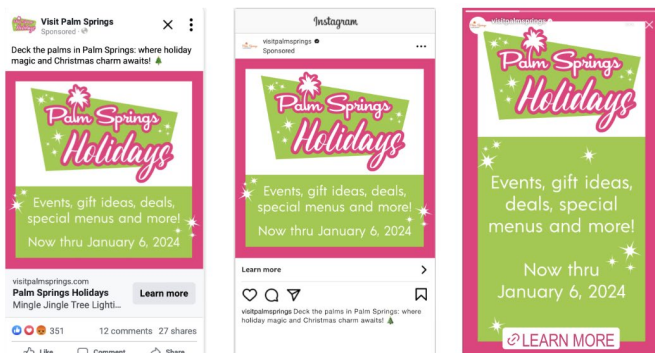 Visit Palm Springs
Sponsored
Deck the palms in Palm Springs: where holiday
magic and Christmas charm awaits!
Palm Springs
Holidays
Events, gift ideas, deals,
special menus and more!
Now thru January 6, 2024
visitpalmsprings.com
Palm Springs Holidays
Mingle Jingle Tree Lighti...
Learn more
351
12 comments 27 shares
Like Comment Share
Instagram
visitpalmsprings
Sponsored
Palm Springs
Holidays
Events, gift ideas, deals,
special menus and more!
Now thru January 6, 2024
Learn more
visitpalmsprings Deck the palms in Palm Springs: where
holiday magic and Christmas charm awaits!
visitpalmsprings
Palm Springs
Holidays
Events, gift ideas,
deals, special
menus and more!
Now thru
January 6, 2024
LEARN MORE